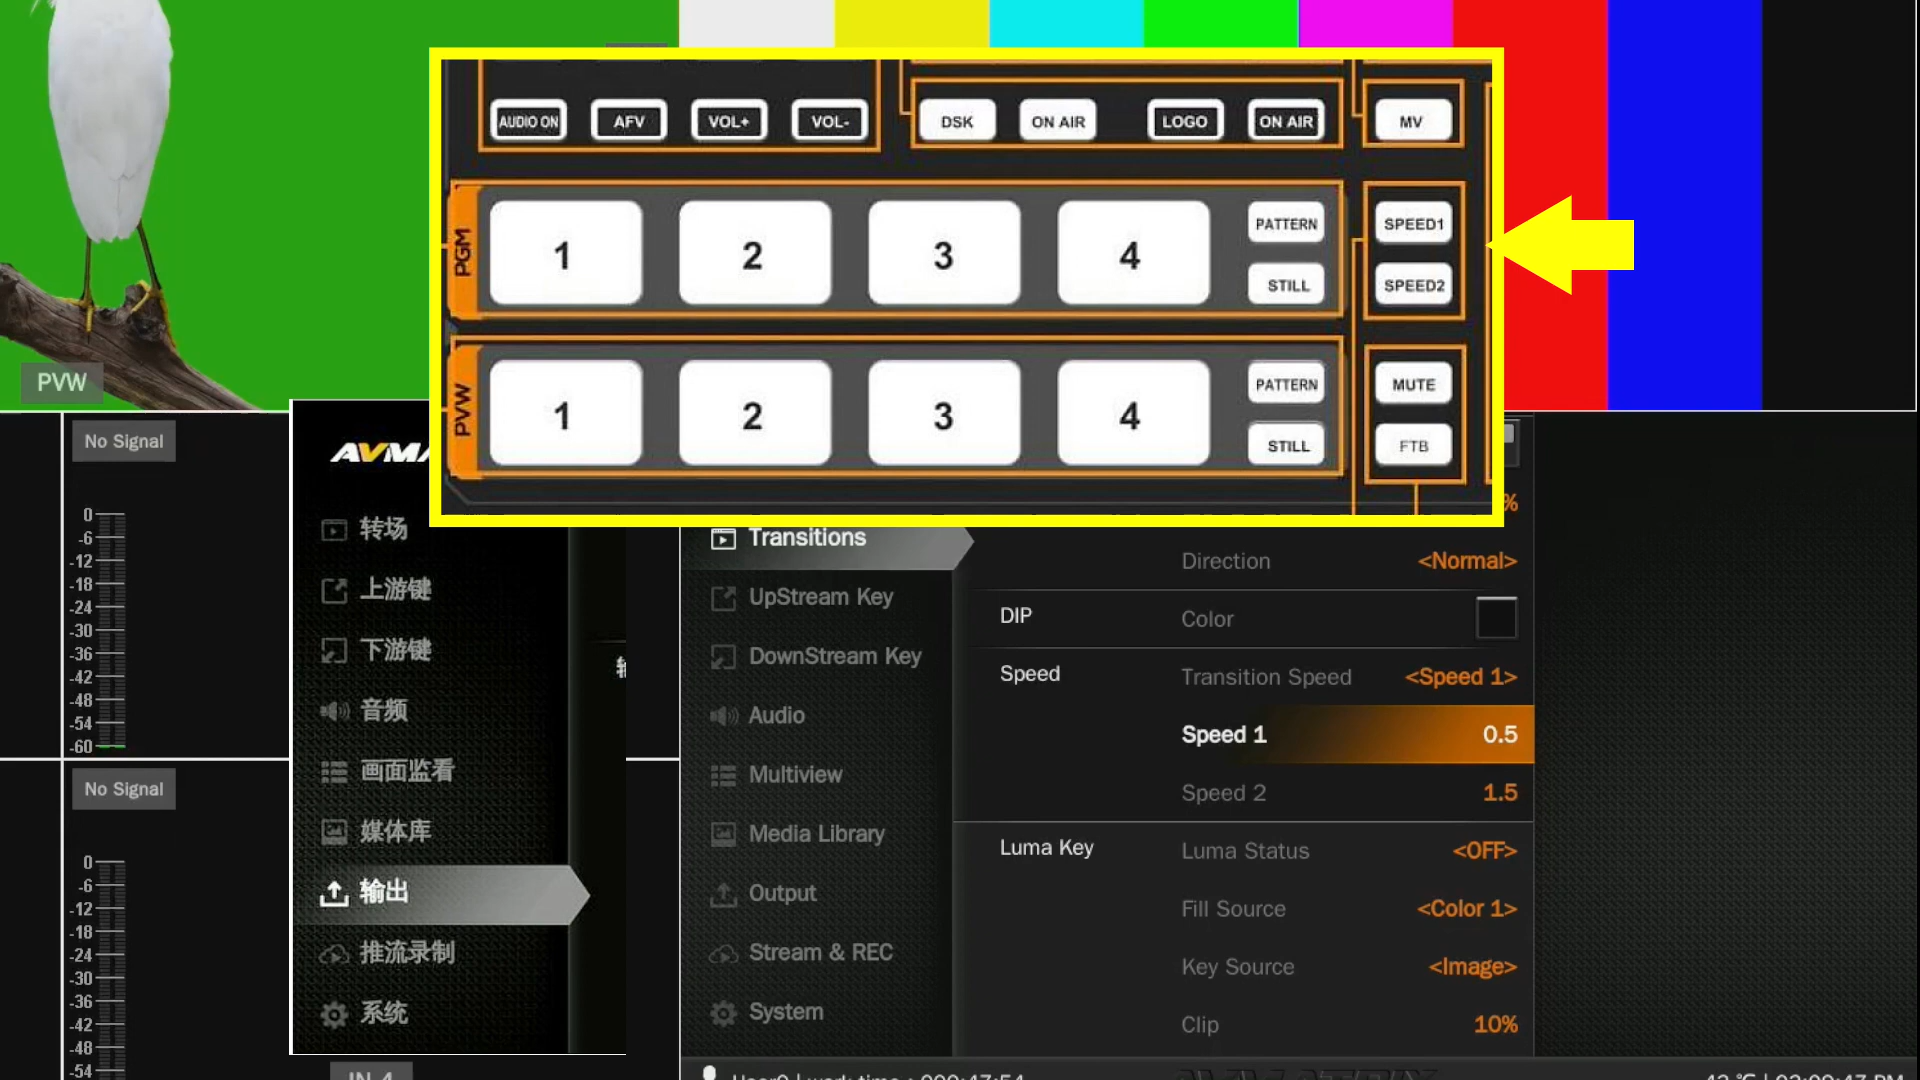 AUDIO ON
AFV
VOL+
VOL-
DSK
ON AIR
LOGO
ON AIR
MV
PGM
1
2
3
4
PATTERN
STILL
SPEED1
SPEED2
PVW
1
2
3
4
PATTERN
STILL
MUTE
FTB
PVW
No Signal
0
-6
-12
-18
-24
-30
-36
-42
-48
-54
-60
No Signal
0
-6
-12
-18
-24
-30
-36
-42
-48
-54
转场
上游键
下游键
音频
画面监看
媒体库
输出
推流录制
系统
Transitions
UpStream Key
DownStream Key
Audio
Multiview
Media Library
Output
Stream & REC
System
%
Direction <Normal>
DIP Color
Speed Transition Speed <Speed 1>
Speed 1 0.5
Speed 2 1.5
Luma Key Luma Status <OFF>
Fill Source <Color 1>
Key Source <Image>
Clip 10%